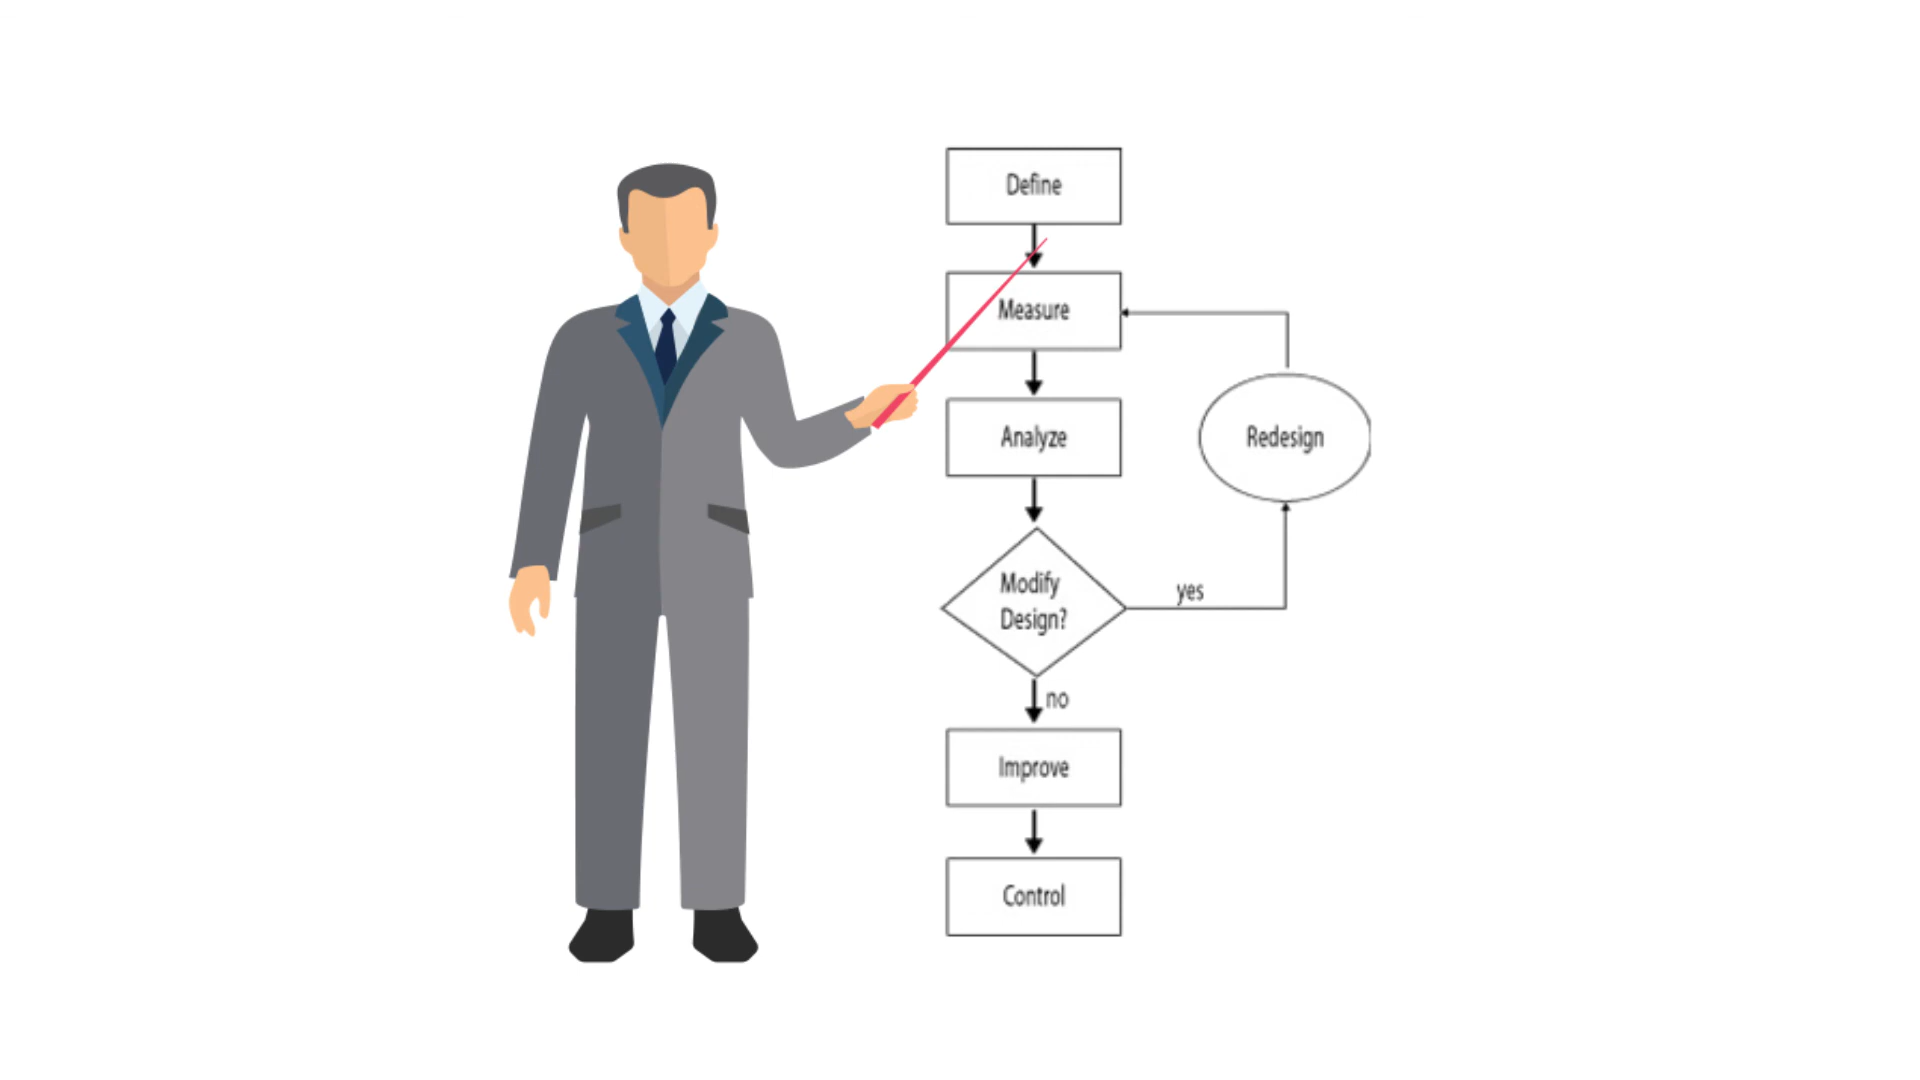 Define
Measure
Analyze
Redesign
Modify
Design?
yes
no
Improve
Control